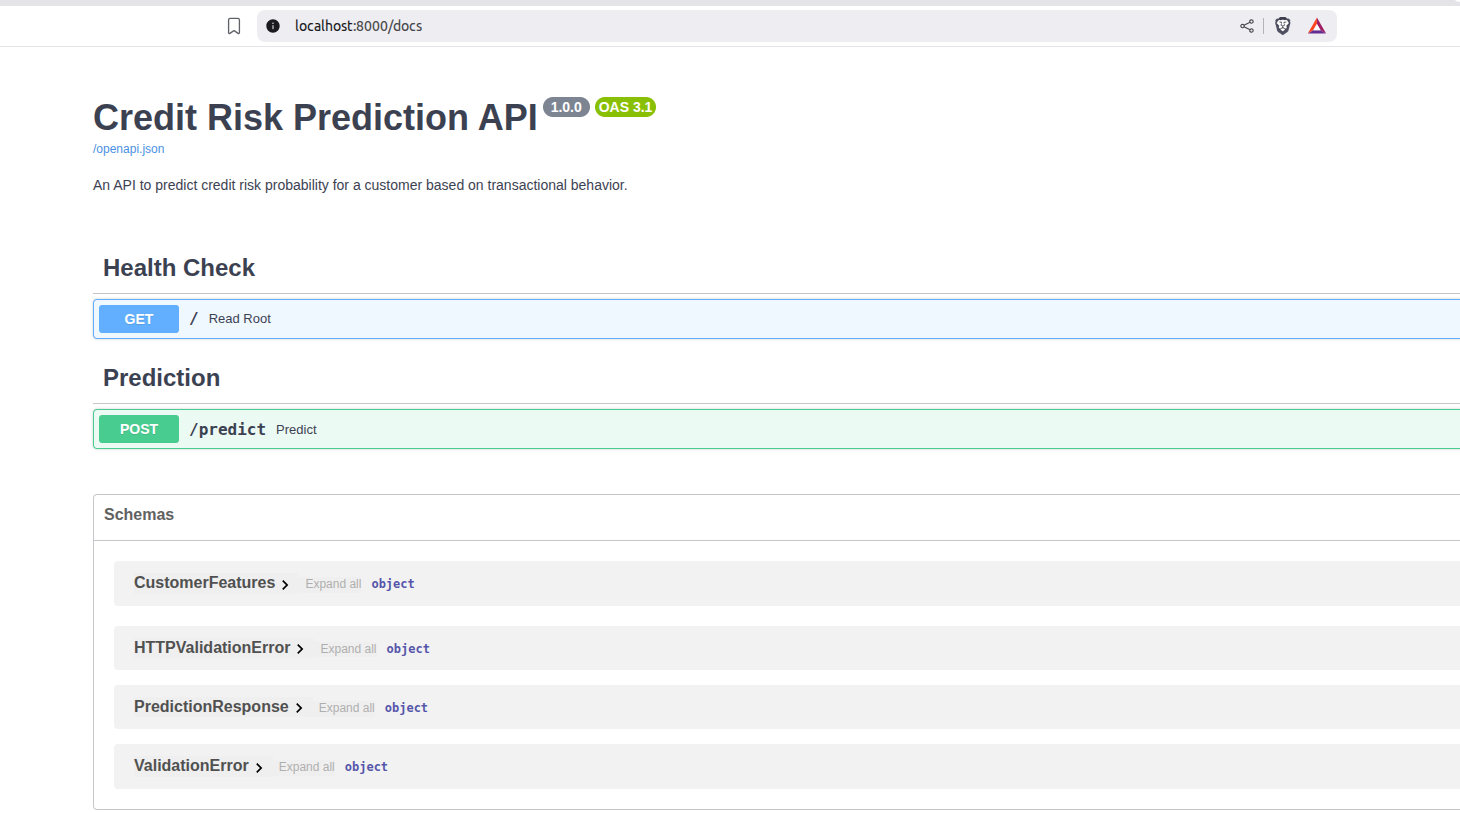 localhost:8000/docs
Credit Risk Prediction API 1.0.0 OAS 3.1
/openapi.json
An API to predict credit risk probability for a customer based on transactional behavior.
Health Check
GET / Read Root
Prediction
POST /predict Predict
Schemas
CustomerFeatures Expand all object
HTTPValidationError Expand all object
PredictionResponse Expand all object
ValidationError Expand all object